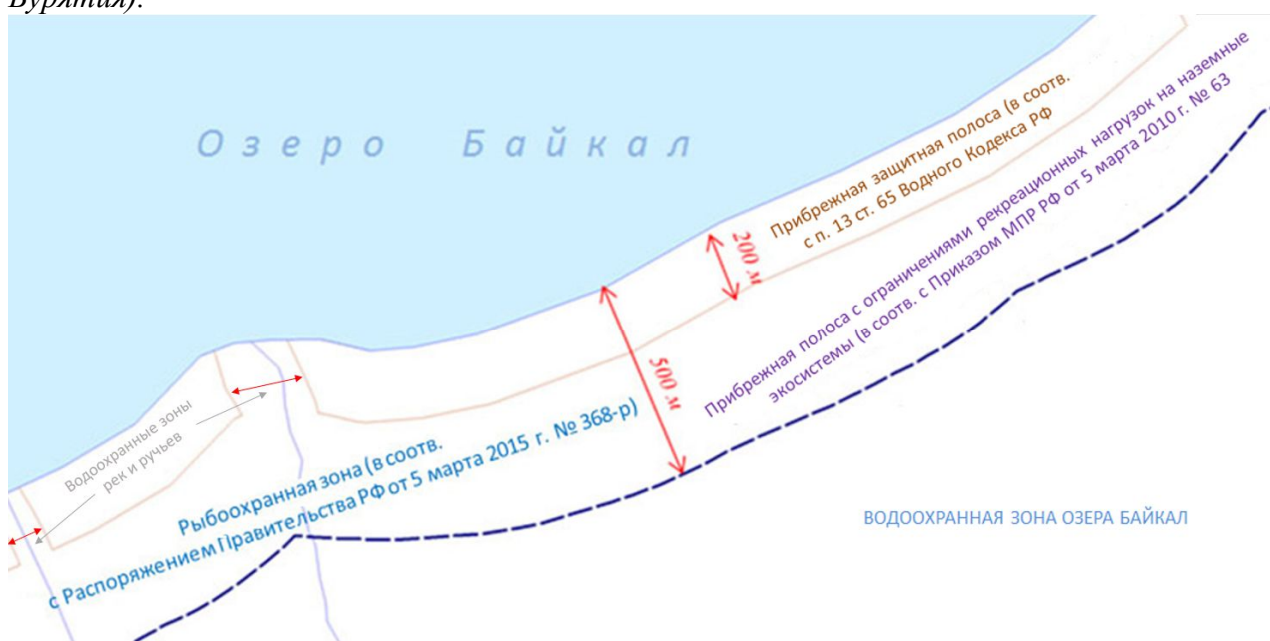 Бурятия).
Озеро Байкал
Прибрежная защитная полоса (в соотв.
с п. 13 ст. 65 Водного Кодекса РФ
200 м
Прибрежная полоса с ограничениями рекреационных нагрузок на наземные
экосистемы (в соотв. с Приказом МПР РФ от 5 марта 2010 г. № 63
500 м
Водоохранные зоны
рек и ручьев
Рыбоохранная зона (в соотв.
с Распоряжением Правительства РФ от 5 марта 2015 г. № 368-р)
ВОДООХРАННАЯ ЗОНА ОЗЕРА БАЙКАЛ